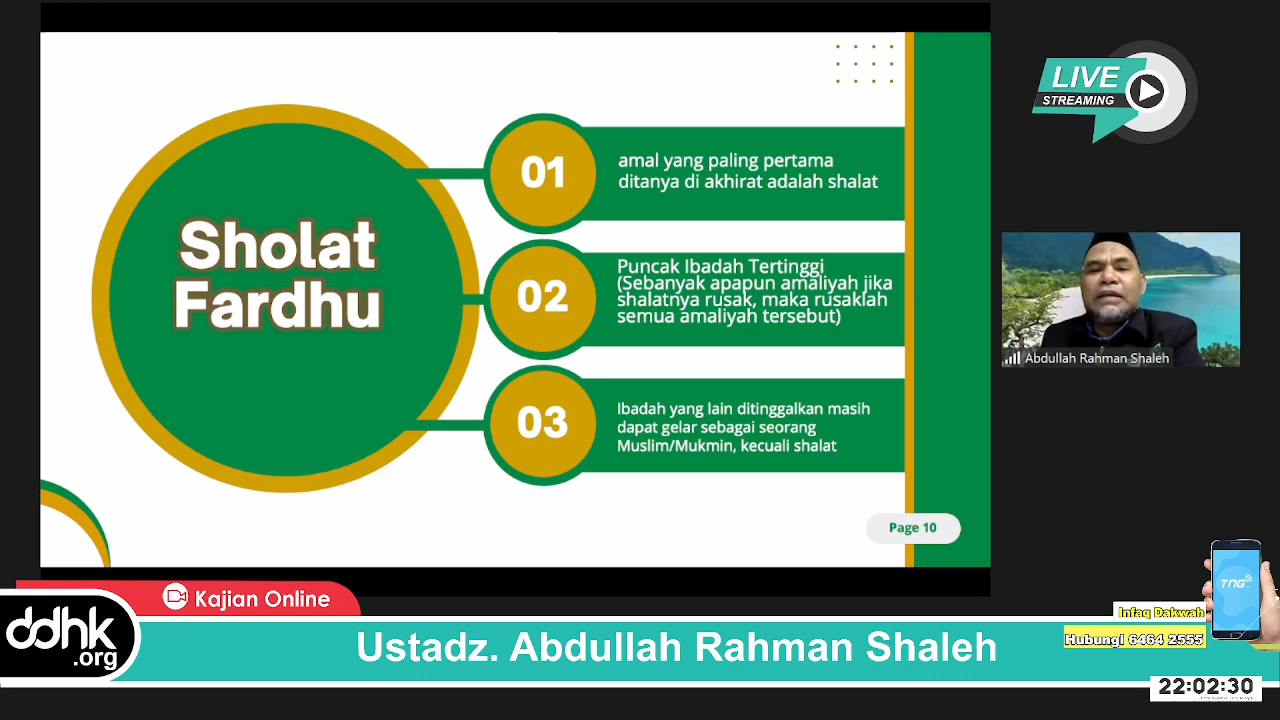 Sholat
Fardhu
01
amal yang paling pertama
ditanya di akhirat adalah shalat
02
Puncak Ibadah Tertinggi
(Sebanyak apapun amaliyah jika
shalatnya rusak, maka rusaklah
semua amaliyah tersebut)
03
Ibadah yang lain ditinggalkan masih
dapat gelar sebagai seorang
Muslim/Mukmin, kecuali shalat
Page 10
LIVE
STREAMING
Abdullah Rahman Shaleh
Kajian Online
ddhk
.org
Ustadz. Abdullah Rahman Shaleh
TNG
Infaq Dakwah
Hubungi 6464 2555
22:02:30